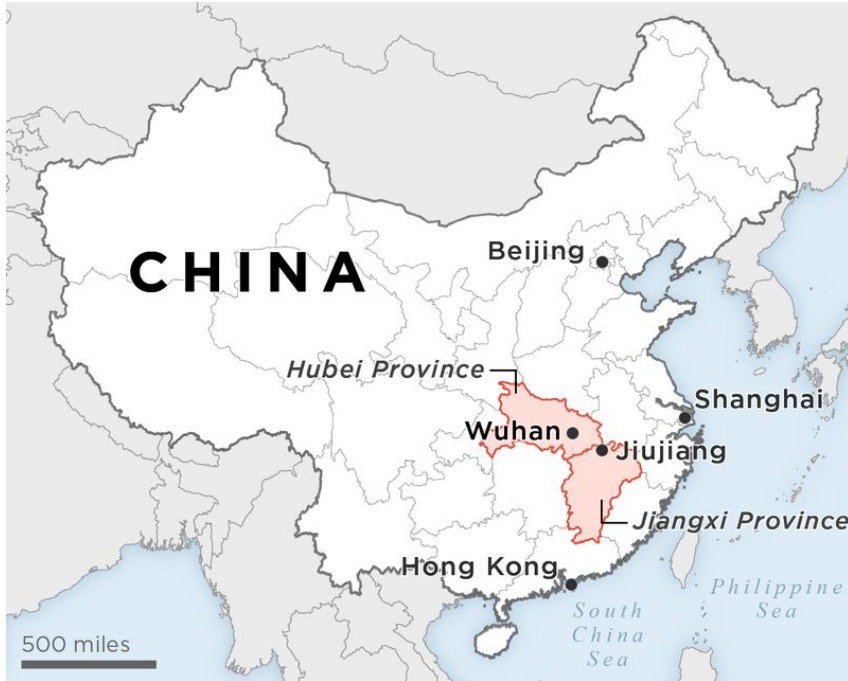 Beijing
CHINA
Hubei Province
Shanghai
Wuhan
Jiujiang
Jiangxi Province
Hong Kong
Philippine
Sea
South
China
Sea
500 miles